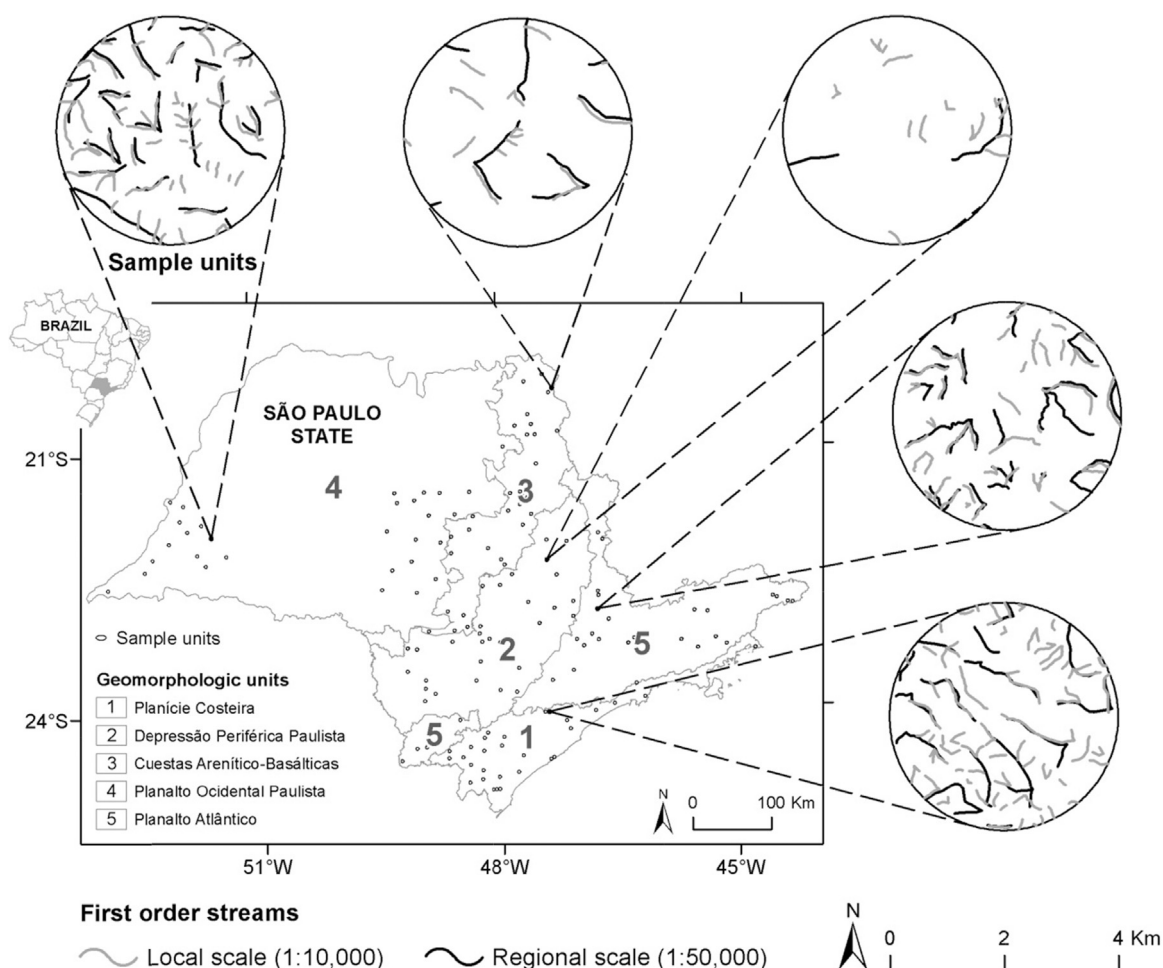 Sample units
BRAZIL
SÃO PAULO
STATE
21°S
4
3
2
5
Sample units
Geomorphologic units
1 Planície Costeira
2 Depressão Periférica Paulista
3 Cuestas Arenítico-Basálticas
4 Planalto Ocidental Paulista
5 Planalto Atlântico
24°S
5
1
N
0 100 Km
51°W 48°W 45°W
First order streams
Local scale (1:10,000) Regional scale (1:50,000)
N
0 2 4 Km